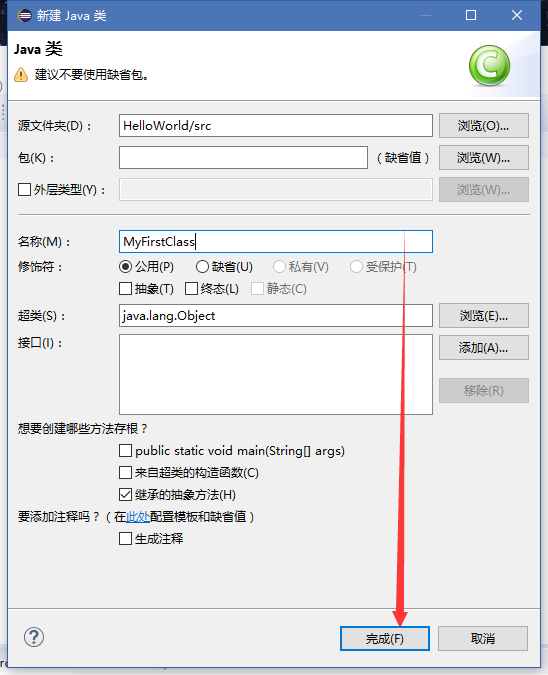 新建 Java 类
Java 类
建议不要使用缺省包。
源文件夹(D)： HelloWorld/src 浏览(O)...
包(K)： （缺省值） 浏览(W)...
外层类型(Y)： 浏览(W)...
名称(M)： MyFirstClass
修饰符： 公用(P) 缺省(U) 私有(V) 受保护(T)
抽象(T) 终态(L) 静态(C)
超类(S)： java.lang.Object 浏览(E)...
接口(I)： 添加(A)...
移除(R)
想要创建哪些方法存根？
public static void main(String[] args)
来自超类的构造函数(C)
继承的抽象方法(H)
要添加注释吗？（在此处配置模板和缺省值）
生成注释
完成(F) 取消